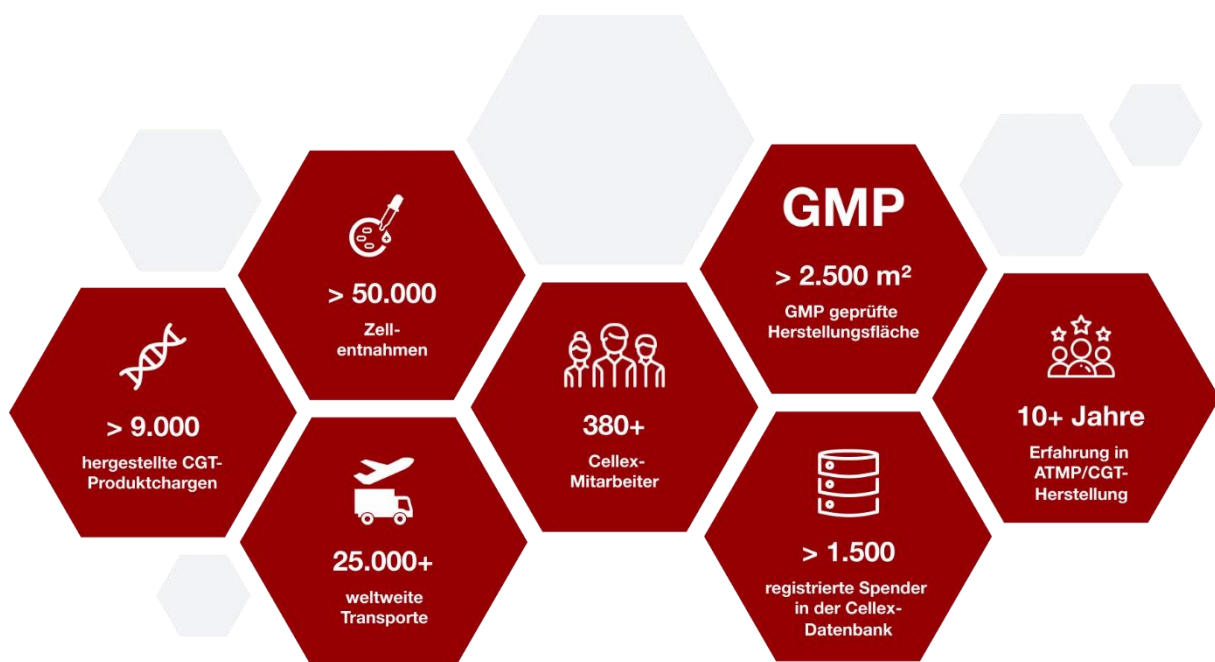 > 9.000
hergestellte CGT-
Produktchargen
> 50.000
Zell-
entnahmen
25.000+
weltweite
Transporte
380+
Cellex-
Mitarbeiter
GMP
> 2.500 m²
GMP geprüfte
Herstellungsfläche
> 1.500
registrierte Spender
in der Cellex-
Datenbank
10+ Jahre
Erfahrung in
ATMP/CGT-
Herstellung